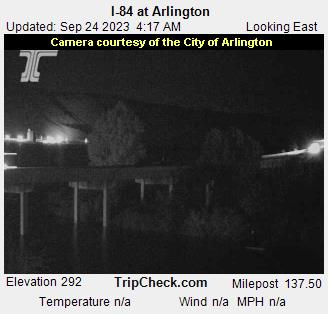 I-84 at Arlington
Updated: Sep 24 2023 4:17 AM Looking East
Camera courtesy of the City of Arlington
Elevation 292 TripCheck.com Milepost 137.50
Temperature n/a Wind n/a MPH n/a